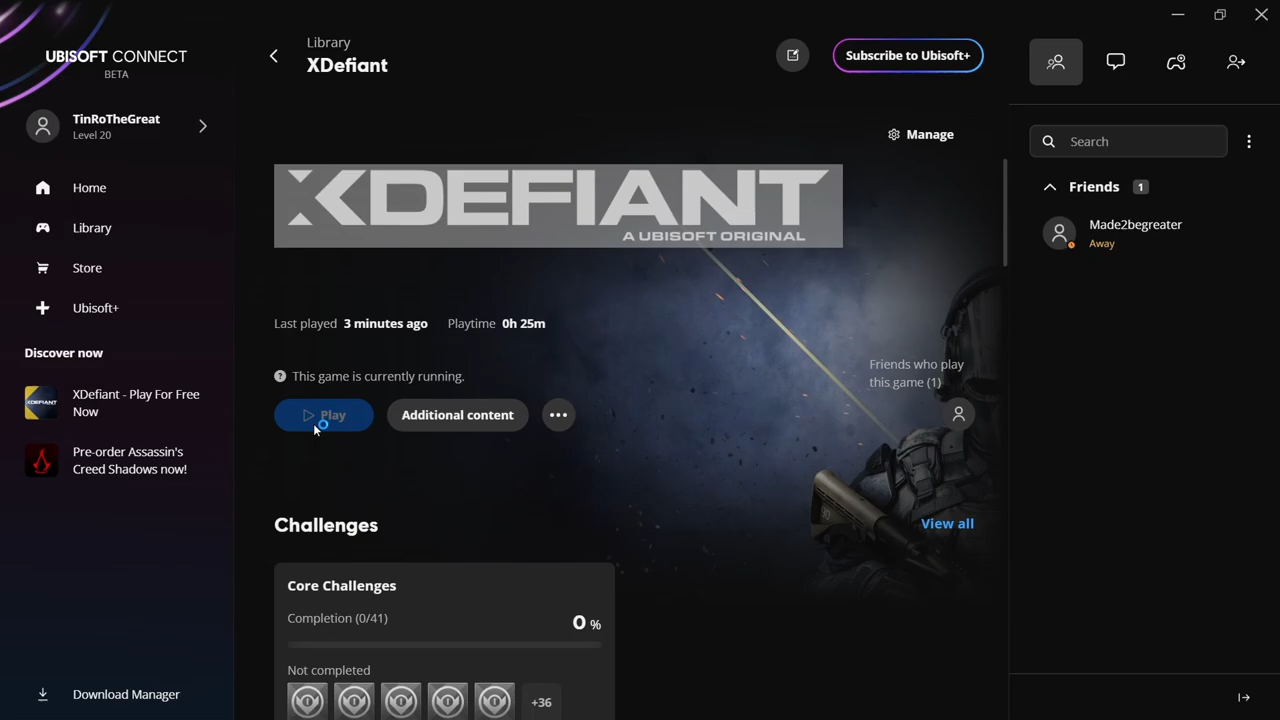 UBISOFT CONNECT
BETA
TinRoTheGreat
Level 20
Home
Library
Store
Ubisoft+
Discover now
XDEFIANT
XDefiant - Play For Free
Now
Pre-order Assassin's
Creed Shadows now!
Download Manager
Library
XDefiant
Subscribe to Ubisoft+
Manage
XDEFIANT
A UBISOFT ORIGINAL
Last played 3 minutes ago Playtime 0h 25m
This game is currently running.
Play
Additional content
Friends who play
this game (1)
Challenges
View all
Core Challenges
Completion (0/41)
0 %
Not completed
+36
Search
Friends 1
Made2begreater
Away